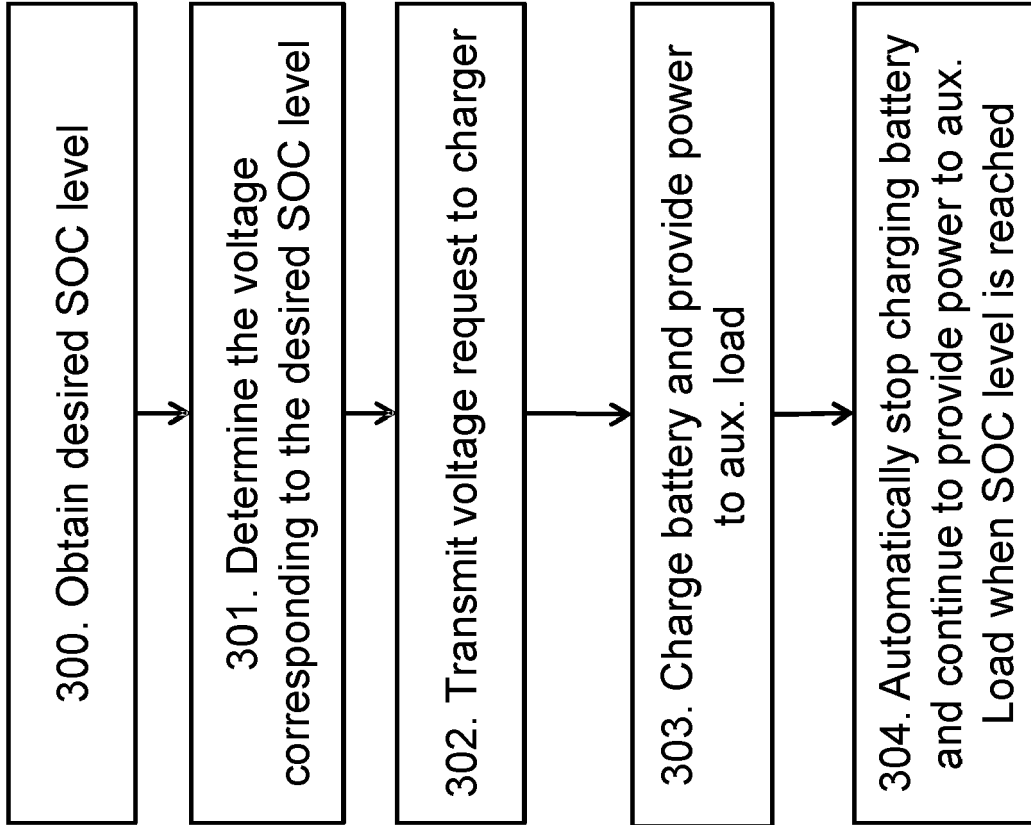 300. Obtain desired SOC level
301. Determine the voltage
corresponding to the desired SOC level
302. Transmit voltage request to charger
303. Charge battery and provide power
to aux. load
304. Automatically stop charging battery
and continue to provide power to aux.
Load when SOC level is reached